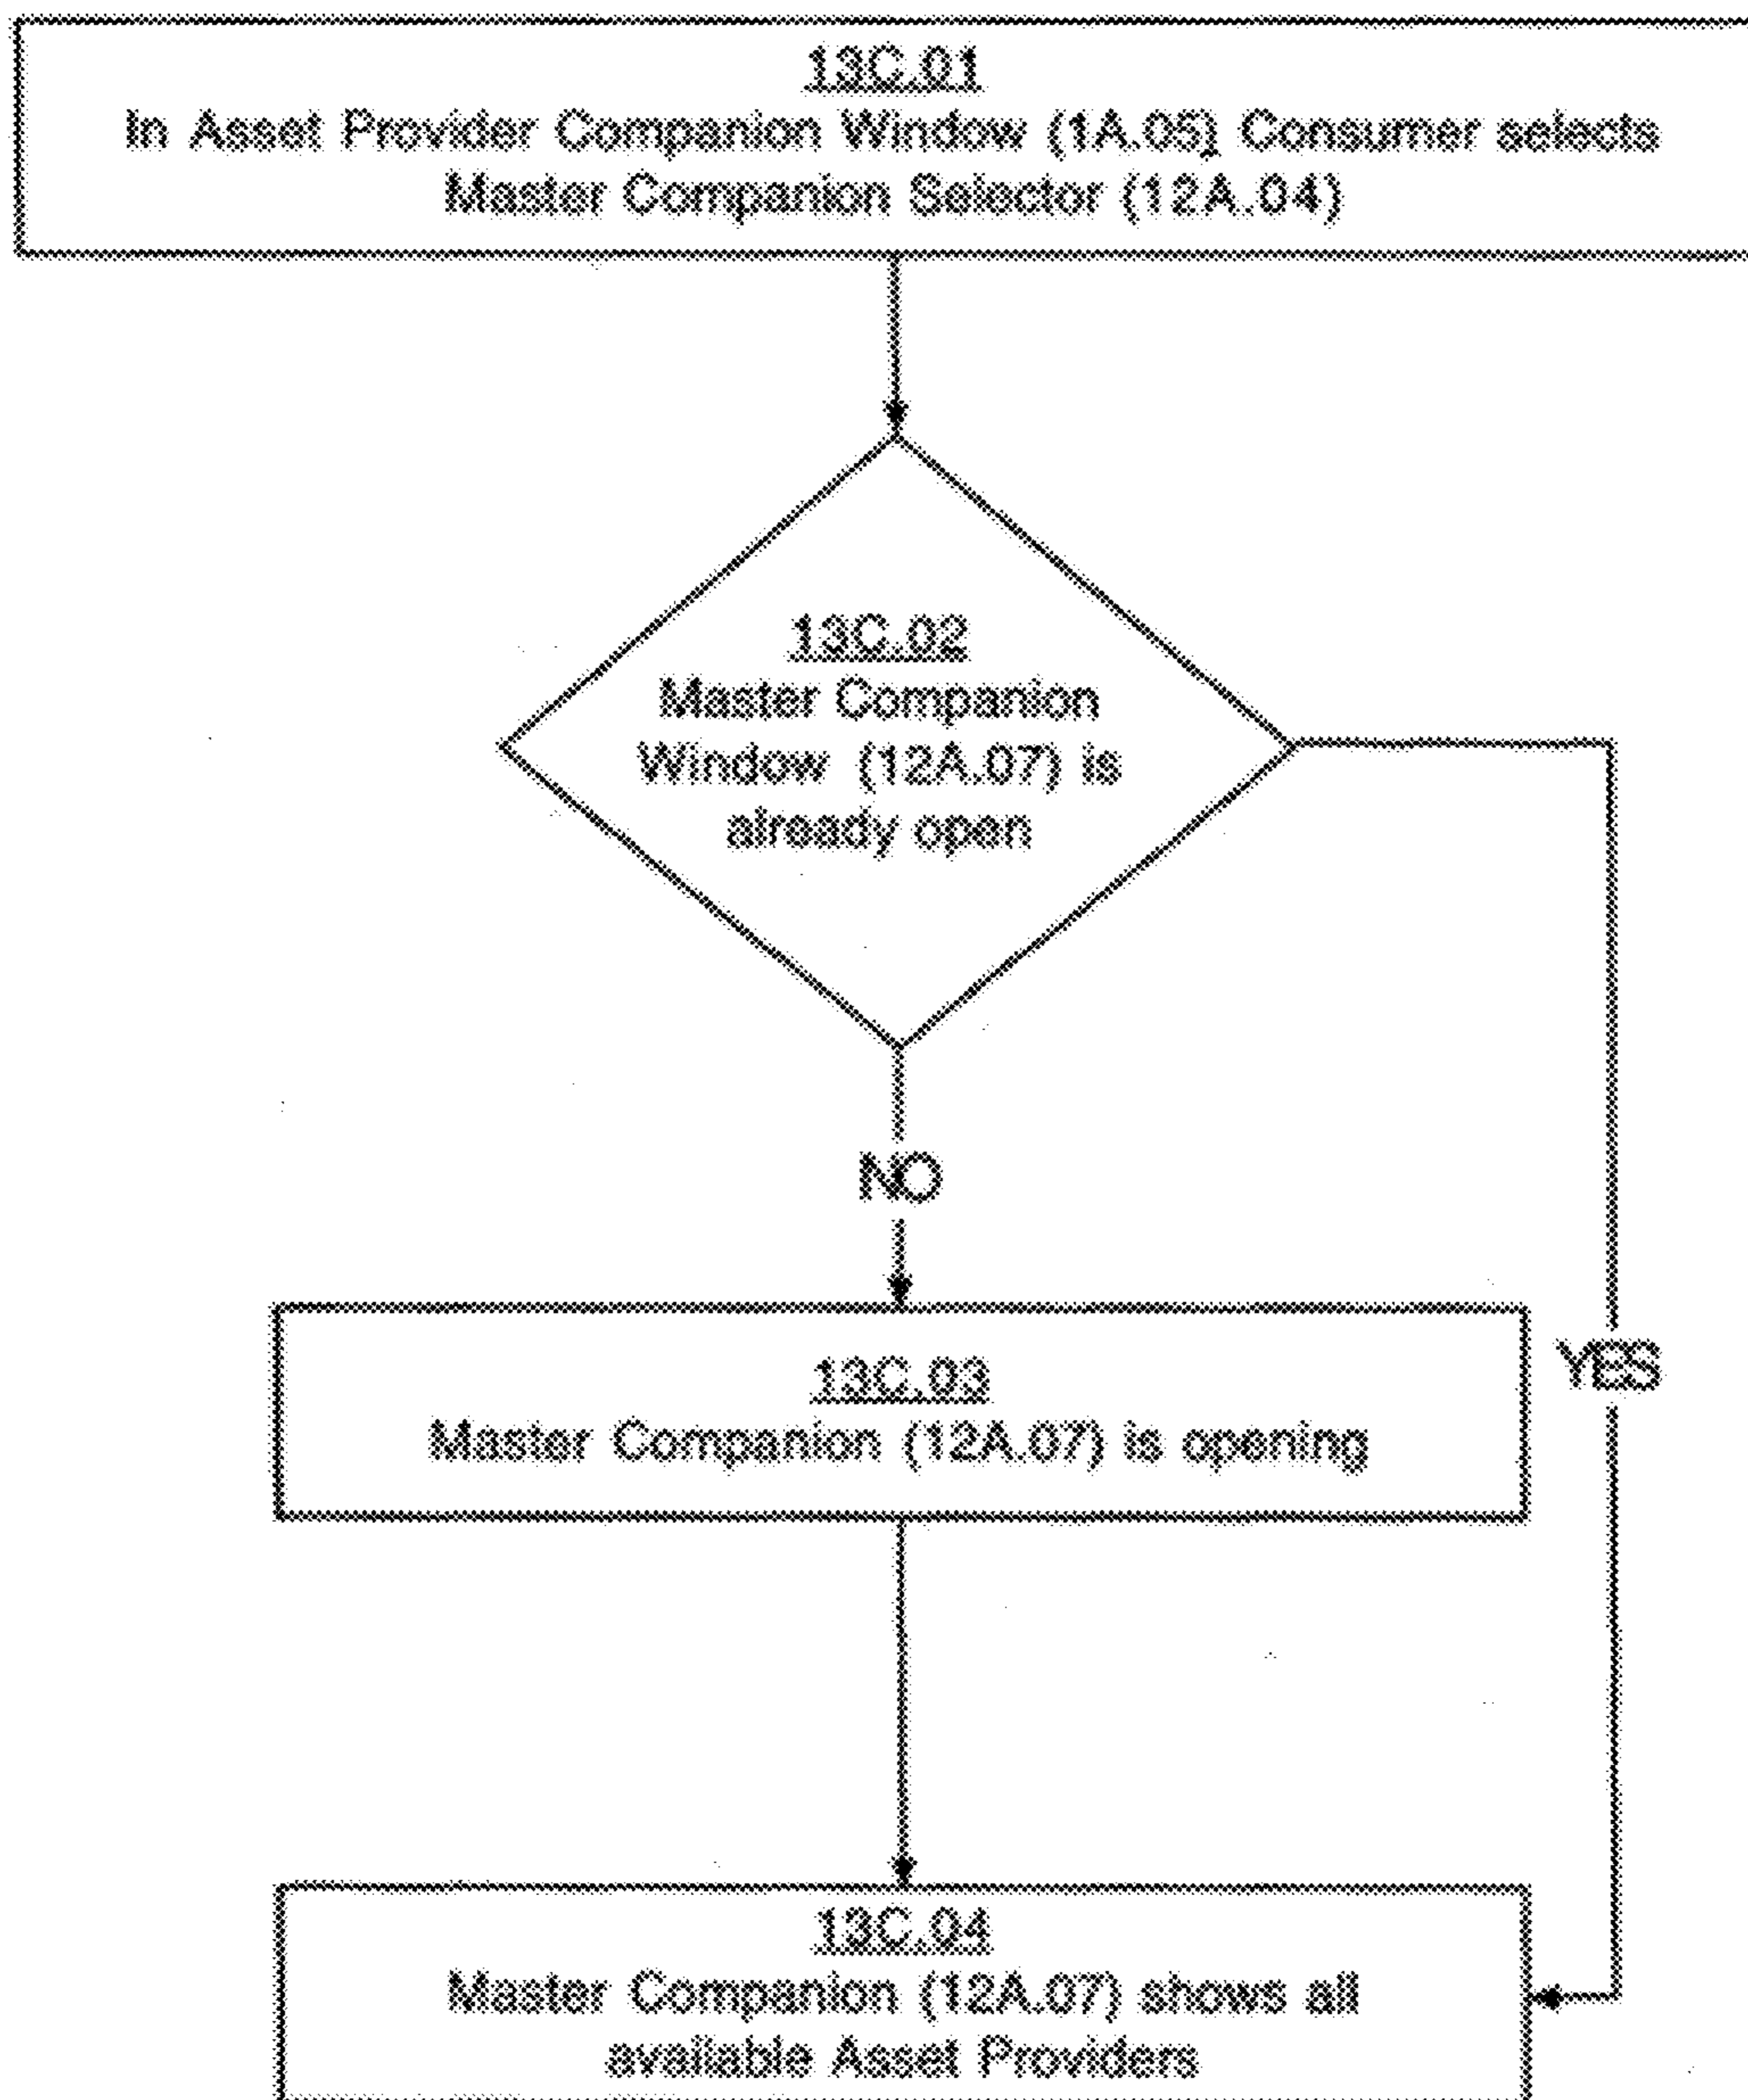 13C.01
In Asset Provider Companion Window (1A.05) Consumer selects
Master Companion Selector (12A.04)
13C.02
Master Companion
Window (12A.07) is
already open
NO
13C.03
Master Companion (12A.07) is opening
YES
13C.04
Master Companion (12A.07) shows all
available Asset Providers